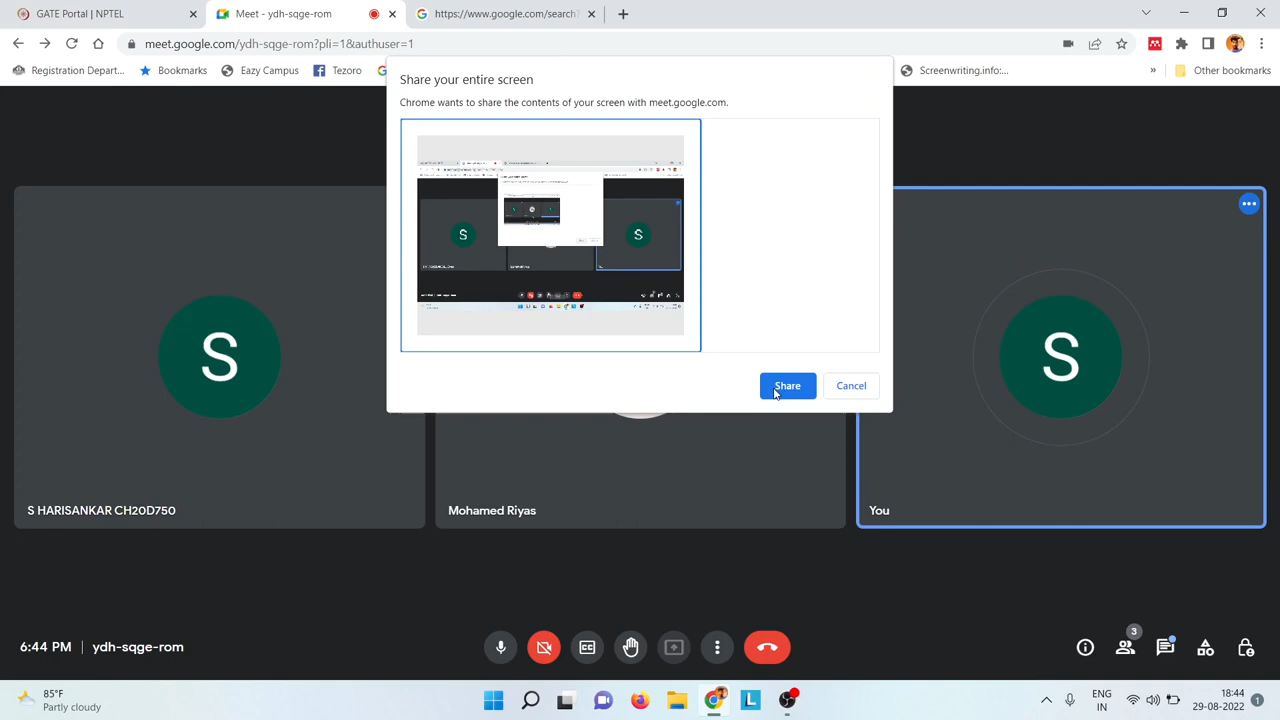 GATE Portal | NPTEL
Meet - ydh-sqge-rom
https://www.google.com/search?
meet.google.com/ydh-sqge-rom?pli=1&authuser=1
Registration Depart...
Bookmarks
Eazy Campus
Tezoro
Screenwriting.info:...
»
Other bookmarks
Share your entire screen
Chrome wants to share the contents of your screen with meet.google.com.
S
S
Share
Cancel
S
S
S HARISANKAR CH20D750
Mohamed Riyas
You
6:44 PM | ydh-sqge-rom
3
85°F
Partly cloudy
L
ENG
IN
18:44
29-08-2022
1